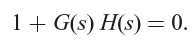 1 + G(s) H(s) = 0.